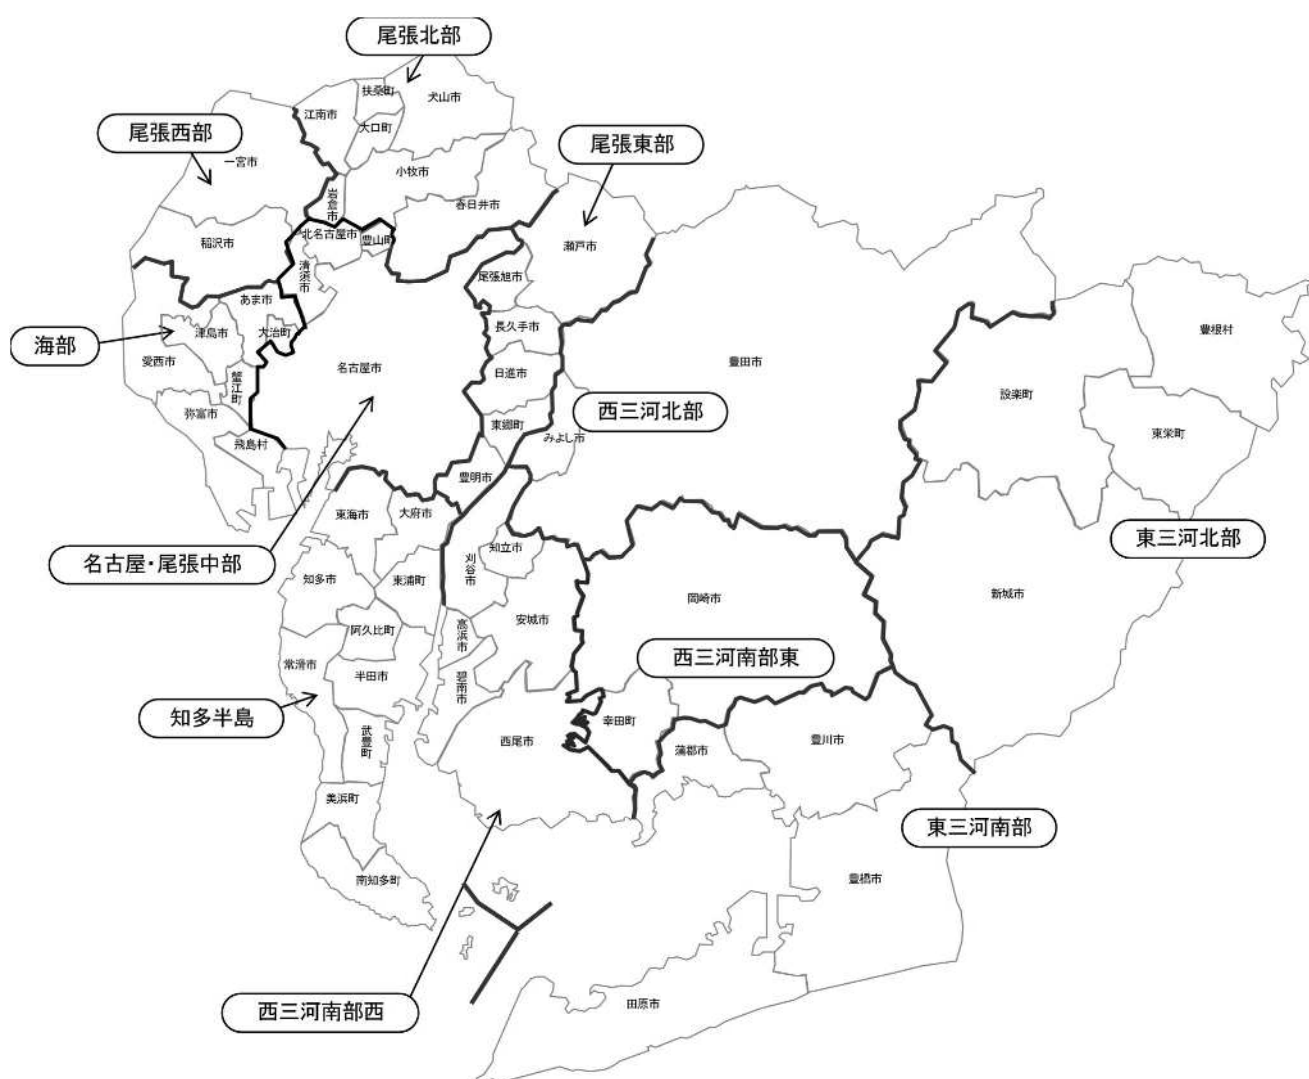 尾張北部
扶桑町
犬山市
江南市
大口町
尾張西部
一宮市
尾張東部
小牧市
岩倉市
春日井市
稲沢市
北名古屋市
豊山町
瀬戸市
清須市
尾張旭市
あま市
津島市
大治町
長久手市
豊根村
海部
愛西市
名古屋市
豊田市
蟹江町
日進市
設楽町
弥富市
西三河北部
東郷町
みよし市
東栄町
飛島村
豊明市
東海市
大府市
東三河北部
知立市
名古屋・尾張中部
刈谷市
知多市
東浦町
岡崎市
新城市
安城市
阿久比町
高浜市
常滑市
西三河南部東
半田市
碧南市
知多半島
幸田町
武豊町
西尾市
豊川市
蒲郡市
美浜町
東三河南部
南知多町
豊橋市
西三河南部西
田原市